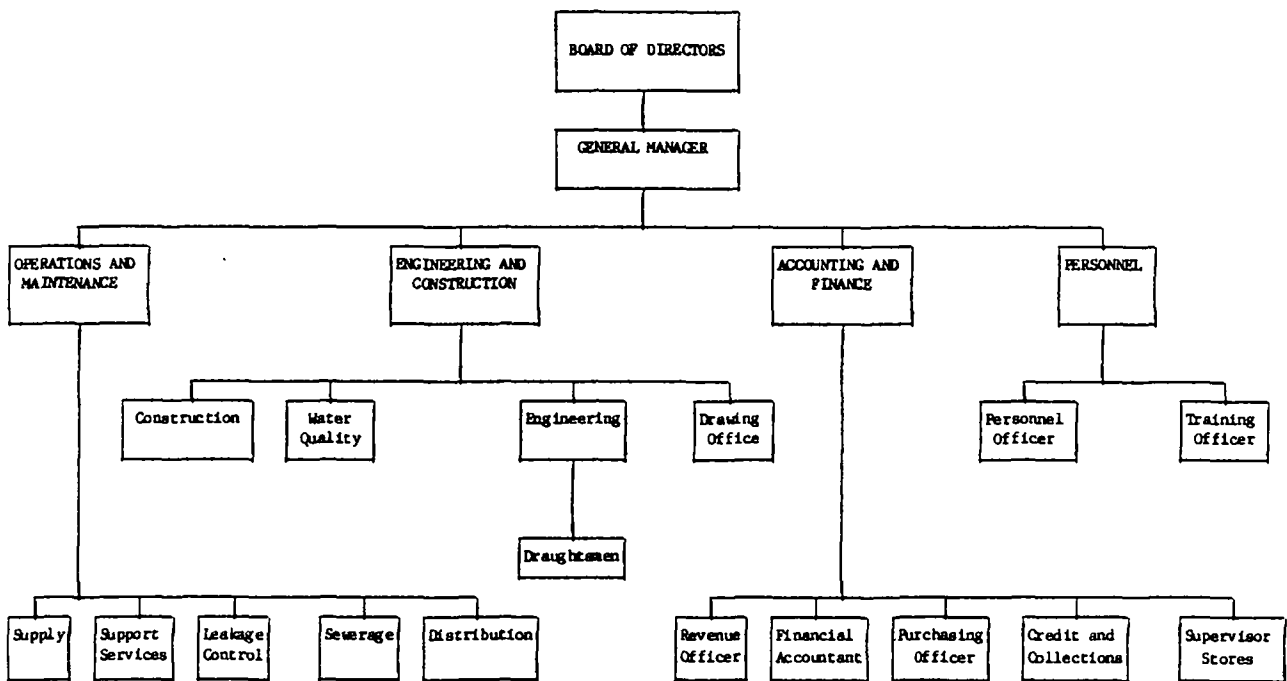 BOARD OF DIRECTORS
GENERAL MANAGER
OPERATIONS AND
MAINTENANCE
ENGINEERING AND
CONSTRUCTION
ACCOUNTING AND
FINANCE
PERSONNEL
Construction
Water
Quality
Engineering
Drawing
Office
Personnel
Officer
Training
Officer
Draughtsmen
Supply
Support
Services
Leakage
Control
Sewerage
Distribution
Revenue
Officer
Financial
Accountant
Purchasing
Officer
Credit and
Collections
Supervisor
Stores